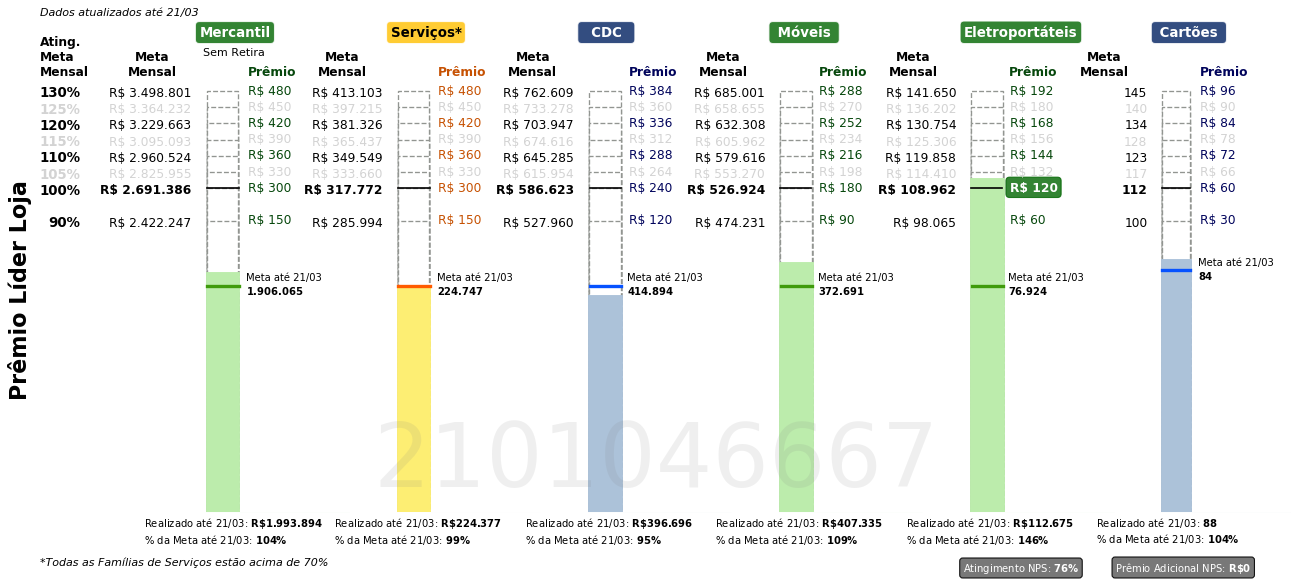 Dados atualizados até 21/03
Mercantil Serviços* CDC Móveis Eletroportáteis Cartões
Sem Retira
Ating. Meta Mensal
Meta Mensal Prêmio Meta Mensal Prêmio Meta Mensal Prêmio Meta Mensal Prêmio Meta Mensal Prêmio Meta Mensal Prêmio
130% R$ 3.498.801 R$ 480 R$ 413.103 R$ 480 R$ 762.609 R$ 384 R$ 685.001 R$ 288 R$ 141.650 R$ 192 145 R$ 96
125% R$ 3.364.232 R$ 450 R$ 397.215 R$ 450 R$ 733.278 R$ 360 R$ 658.655 R$ 270 R$ 136.202 R$ 180 140 R$ 90
120% R$ 3.229.663 R$ 420 R$ 381.326 R$ 420 R$ 703.947 R$ 336 R$ 632.308 R$ 252 R$ 130.754 R$ 168 134 R$ 84
115% R$ 3.095.093 R$ 390 R$ 365.437 R$ 390 R$ 674.616 R$ 312 R$ 605.962 R$ 234 R$ 125.306 R$ 156 128 R$ 78
110% R$ 2.960.524 R$ 360 R$ 349.549 R$ 360 R$ 645.285 R$ 288 R$ 579.616 R$ 216 R$ 119.858 R$ 144 123 R$ 72
105% R$ 2.825.955 R$ 330 R$ 333.660 R$ 330 R$ 615.954 R$ 264 R$ 553.270 R$ 198 R$ 114.410 R$ 132 117 R$ 66
100% R$ 2.691.386 R$ 300 R$ 317.772 R$ 300 R$ 586.623 R$ 240 R$ 526.924 R$ 180 R$ 108.962 R$ 120 112 R$ 60
90% R$ 2.422.247 R$ 150 R$ 285.994 R$ 150 R$ 527.960 R$ 120 R$ 474.231 R$ 90 R$ 98.065 R$ 60 100 R$ 30
Prêmio Líder Loja
Meta até 21/03 Meta até 21/03 Meta até 21/03 Meta até 21/03 Meta até 21/03 Meta até 21/03
1.906.065 224.747 414.894 372.691 76.924 84
2101046667
Realizado até 21/03: R$1.993.894 Realizado até 21/03: R$224.377 Realizado até 21/03: R$396.696 Realizado até 21/03: R$407.335 Realizado até 21/03: R$112.675 Realizado até 21/03: 88
% da Meta até 21/03: 104% % da Meta até 21/03: 99% % da Meta até 21/03: 95% % da Meta até 21/03: 109% % da Meta até 21/03: 146% % da Meta até 21/03: 104%
*Todas as Famílias de Serviços estão acima de 70%
Atingimento NPS: 76% Prêmio Adicional NPS: R$0